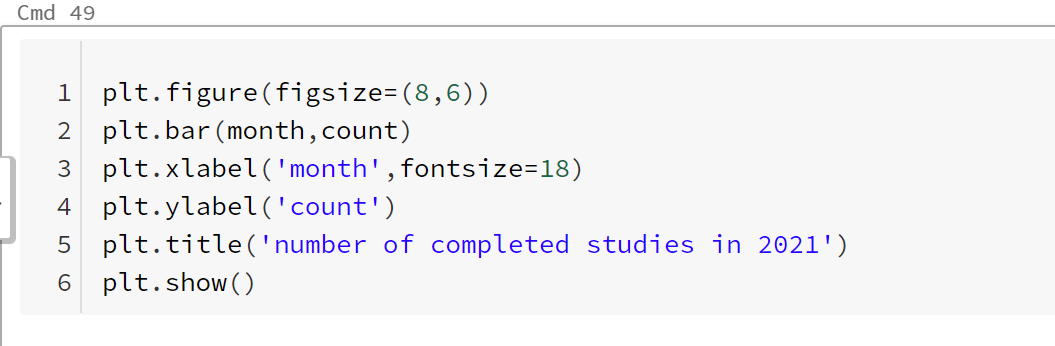 Cmd 49
1 plt.figure(figsize=(8,6))
2 plt.bar(month,count)
3 plt.xlabel('month',fontsize=18)
4 plt.ylabel('count')
5 plt.title('number of completed studies in 2021')
6 plt.show()